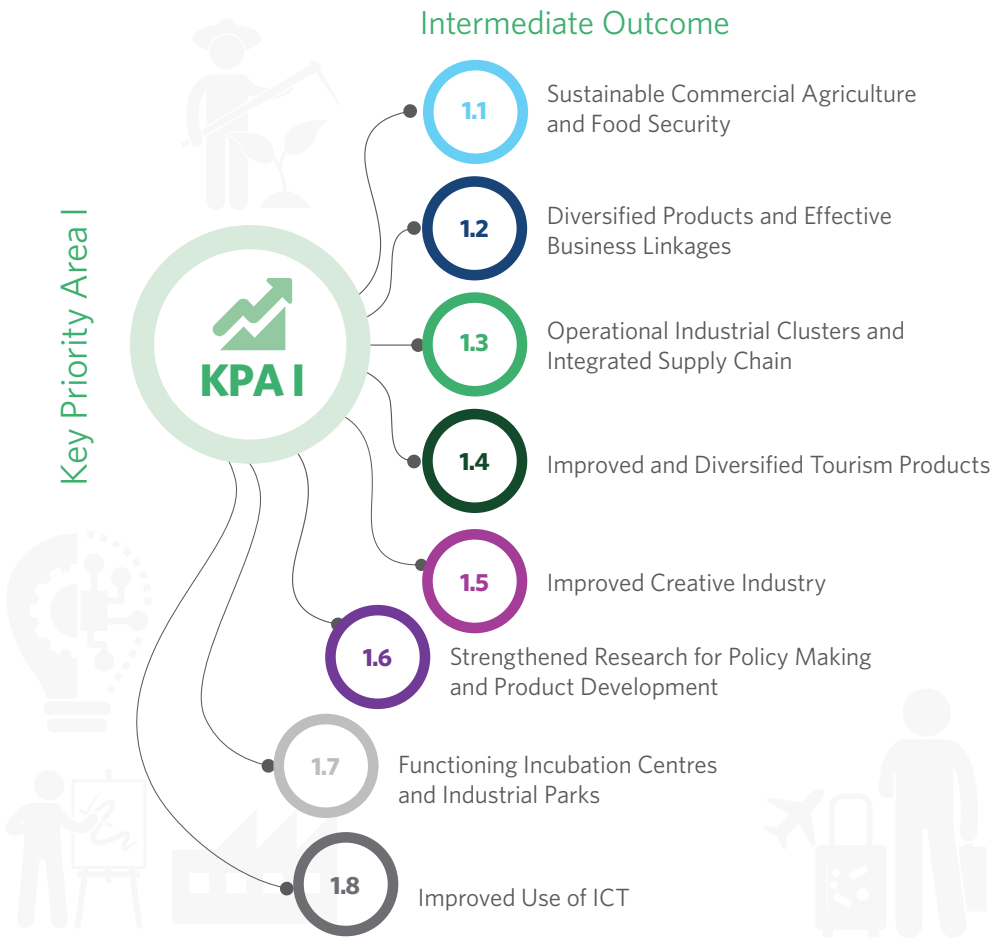 Intermediate Outcome
Key Priority Area I
KPA I
1.1
Sustainable Commercial Agriculture
and Food Security
1.2
Diversified Products and Effective
Business Linkages
1.3
Operational Industrial Clusters and
Integrated Supply Chain
1.4
Improved and Diversified Tourism Products
1.5
Improved Creative Industry
1.6
Strengthened Research for Policy Making
and Product Development
1.7
Functioning Incubation Centres
and Industrial Parks
1.8
Improved Use of ICT